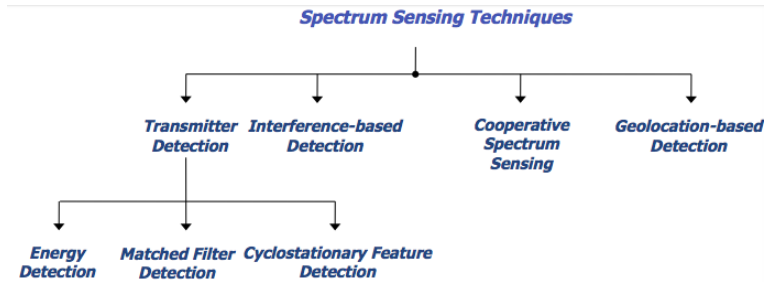 Spectrum Sensing Techniques
Transmitter
Detection
Interference-based
Detection
Cooperative
Spectrum
Sensing
Geolocation-based
Detection
Energy
Detection
Matched Filter
Detection
Cyclostationary Feature
Detection